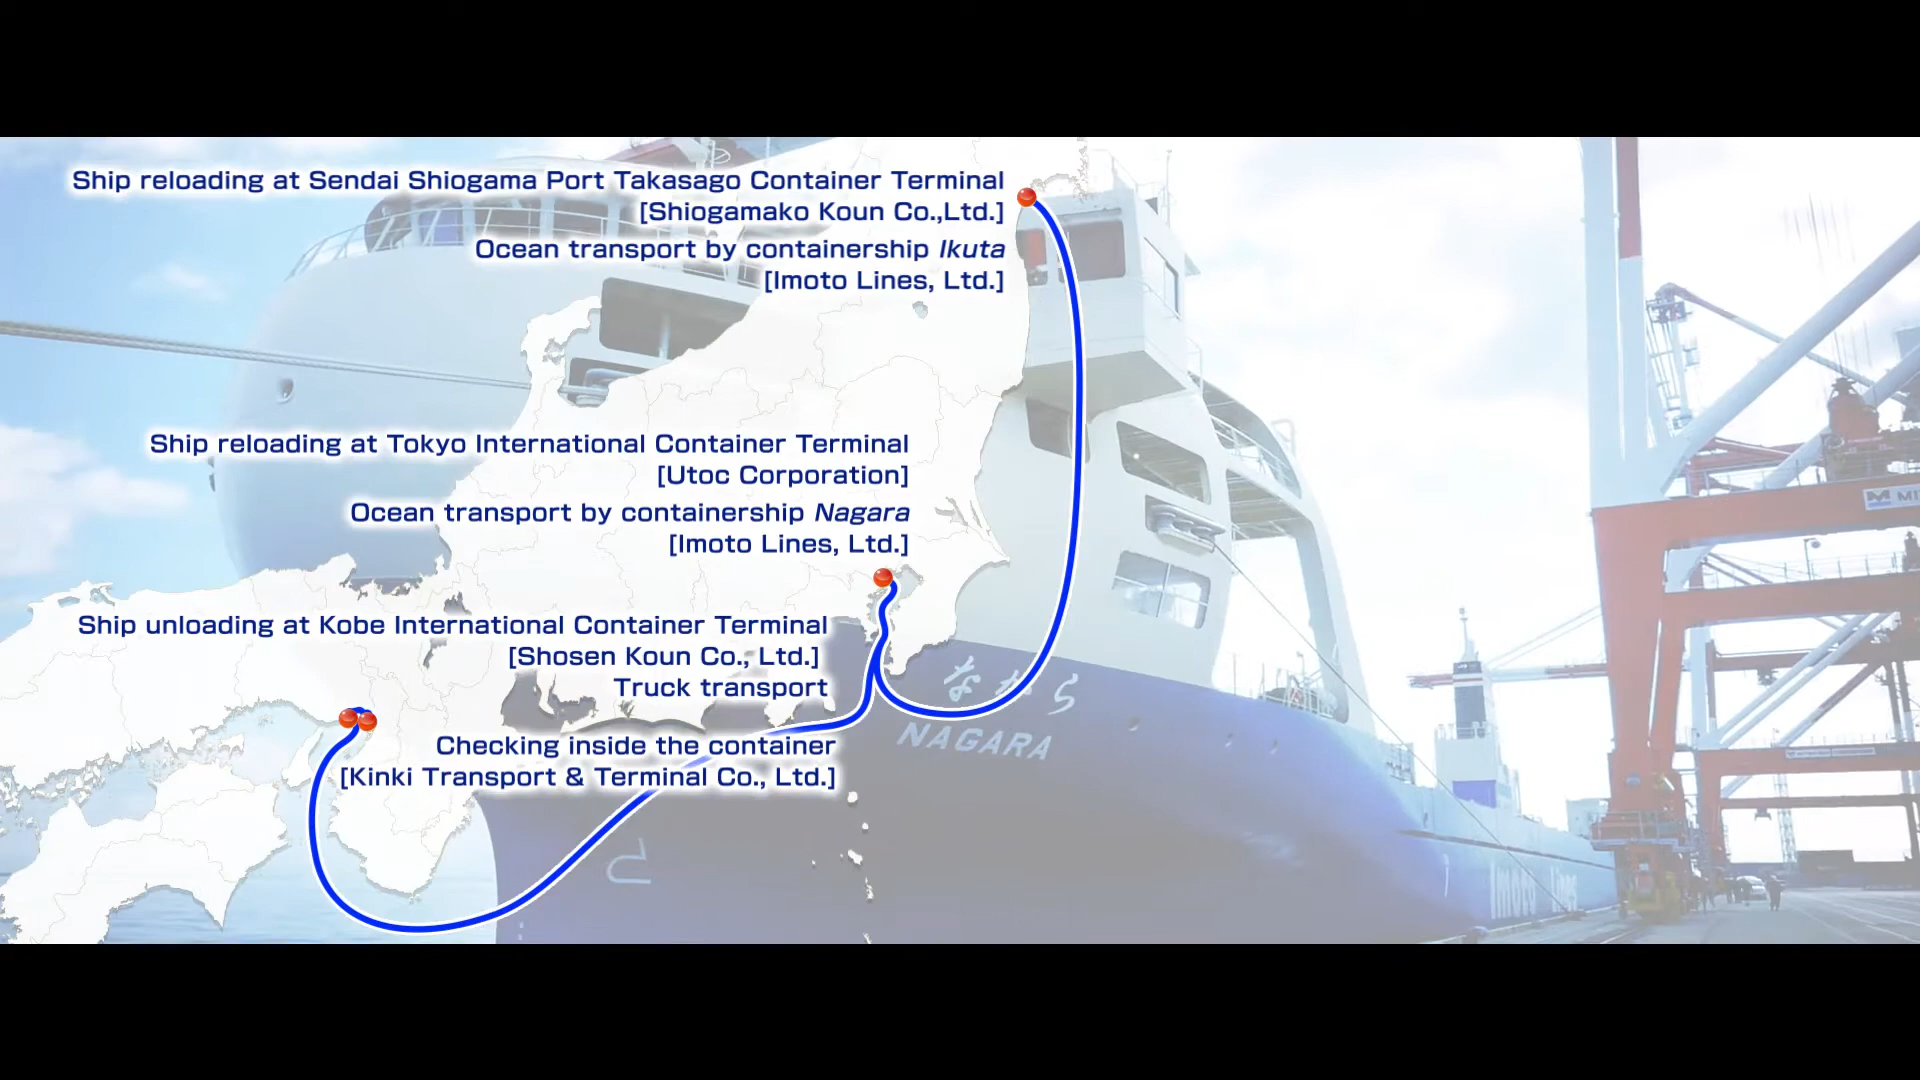 Ship reloading at Sendai Shiogama Port Takasago Container Terminal
[Shiogamako Koun Co.,Ltd.]
Ocean transport by containership Ikuta
[Imoto Lines, Ltd.]
Ship reloading at Tokyo International Container Terminal
[Utoc Corporation]
Ocean transport by containership Nagara
[Imoto Lines, Ltd.]
Ship unloading at Kobe International Container Terminal
[Shosen Koun Co., Ltd.]
Truck transport
Checking inside the container
[Kinki Transport & Terminal Co., Ltd.]
ながら
NAGARA
Imoto Lines